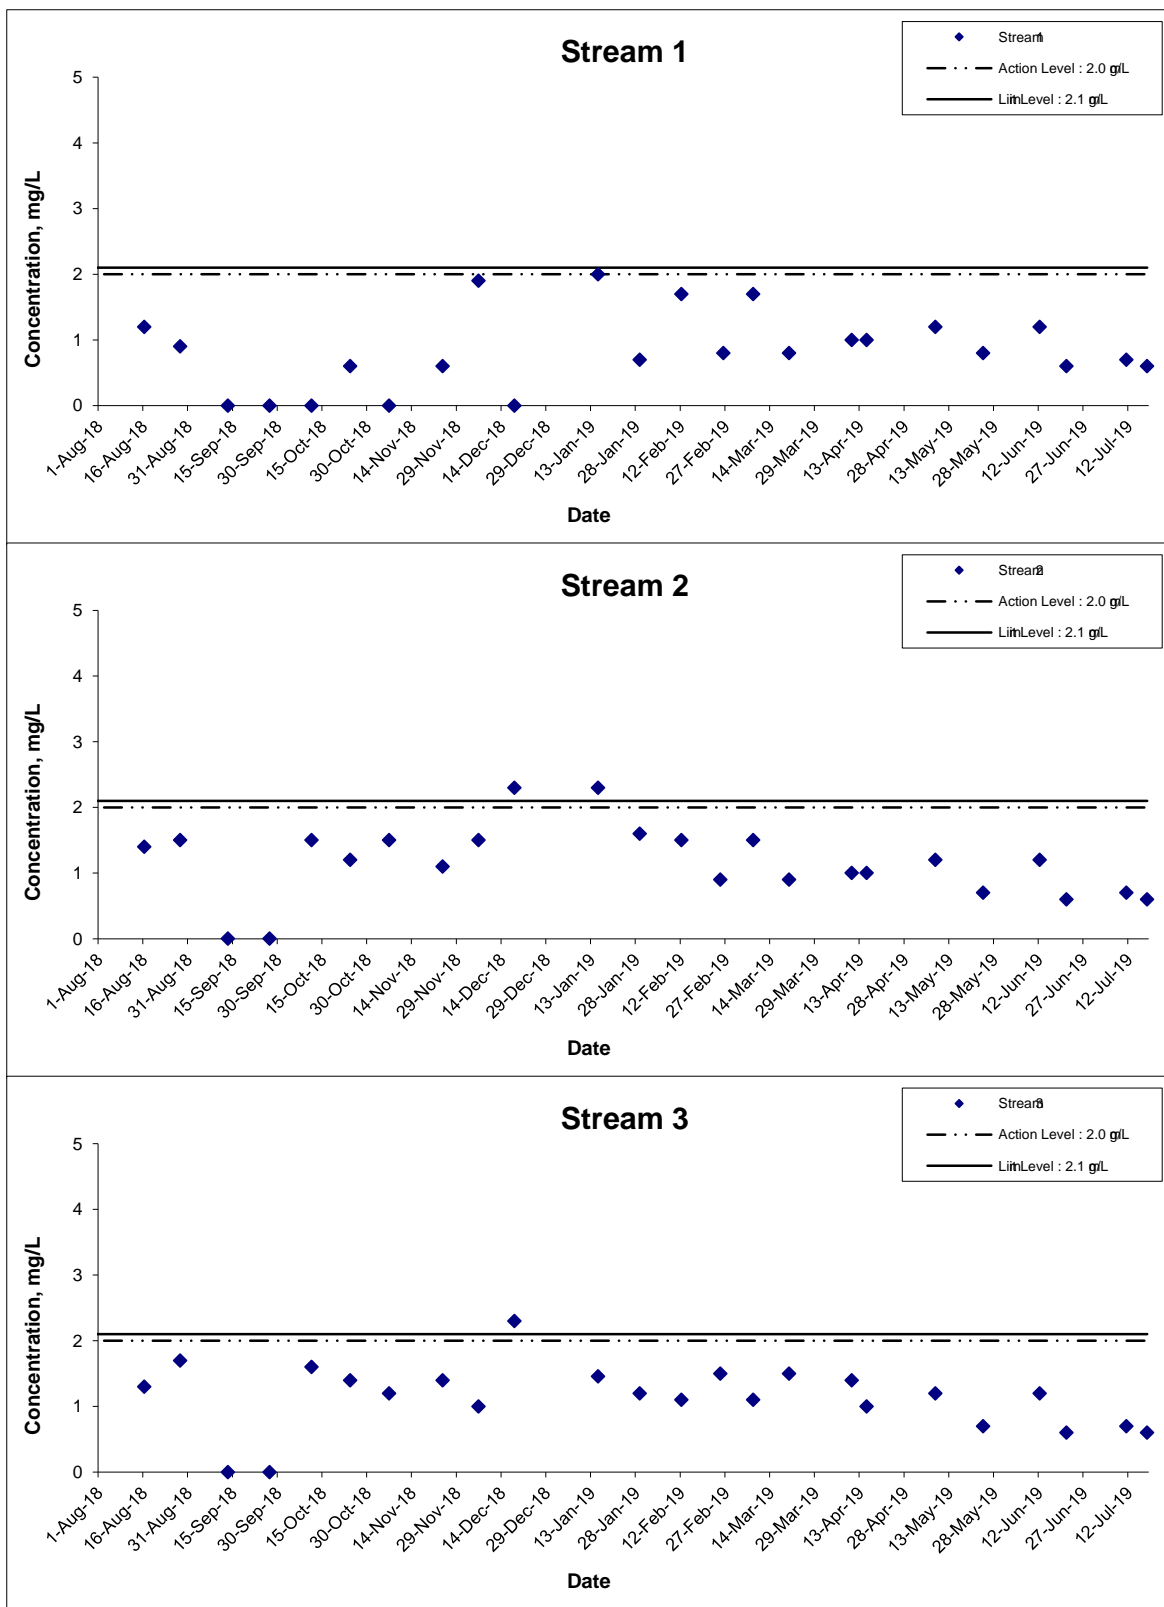 Stream 1
Stream1
Action Level : 2.0 mg/L
Limit Level : 2.1 mg/L
Concentration, mg/L
5
4
3
2
1
0
1-Aug-18
16-Aug-18
31-Aug-18
15-Sep-18
30-Sep-18
15-Oct-18
30-Oct-18
14-Nov-18
29-Nov-18
14-Dec-18
29-Dec-18
13-Jan-19
28-Jan-19
12-Feb-19
27-Feb-19
14-Mar-19
29-Mar-19
13-Apr-19
28-Apr-19
13-May-19
28-May-19
12-Jun-19
27-Jun-19
12-Jul-19
Date
Stream 2
Stream2
Action Level : 2.0 mg/L
Limit Level : 2.1 mg/L
Concentration, mg/L
5
4
3
2
1
0
1-Aug-18
16-Aug-18
31-Aug-18
15-Sep-18
30-Sep-18
15-Oct-18
30-Oct-18
14-Nov-18
29-Nov-18
14-Dec-18
29-Dec-18
13-Jan-19
28-Jan-19
12-Feb-19
27-Feb-19
14-Mar-19
29-Mar-19
13-Apr-19
28-Apr-19
13-May-19
28-May-19
12-Jun-19
27-Jun-19
12-Jul-19
Date
Stream 3
Stream3
Action Level : 2.0 mg/L
Limit Level : 2.1 mg/L
Concentration, mg/L
5
4
3
2
1
0
1-Aug-18
16-Aug-18
31-Aug-18
15-Sep-18
30-Sep-18
15-Oct-18
30-Oct-18
14-Nov-18
29-Nov-18
14-Dec-18
29-Dec-18
13-Jan-19
28-Jan-19
12-Feb-19
27-Feb-19
14-Mar-19
29-Mar-19
13-Apr-19
28-Apr-19
13-May-19
28-May-19
12-Jun-19
27-Jun-19
12-Jul-19
Date